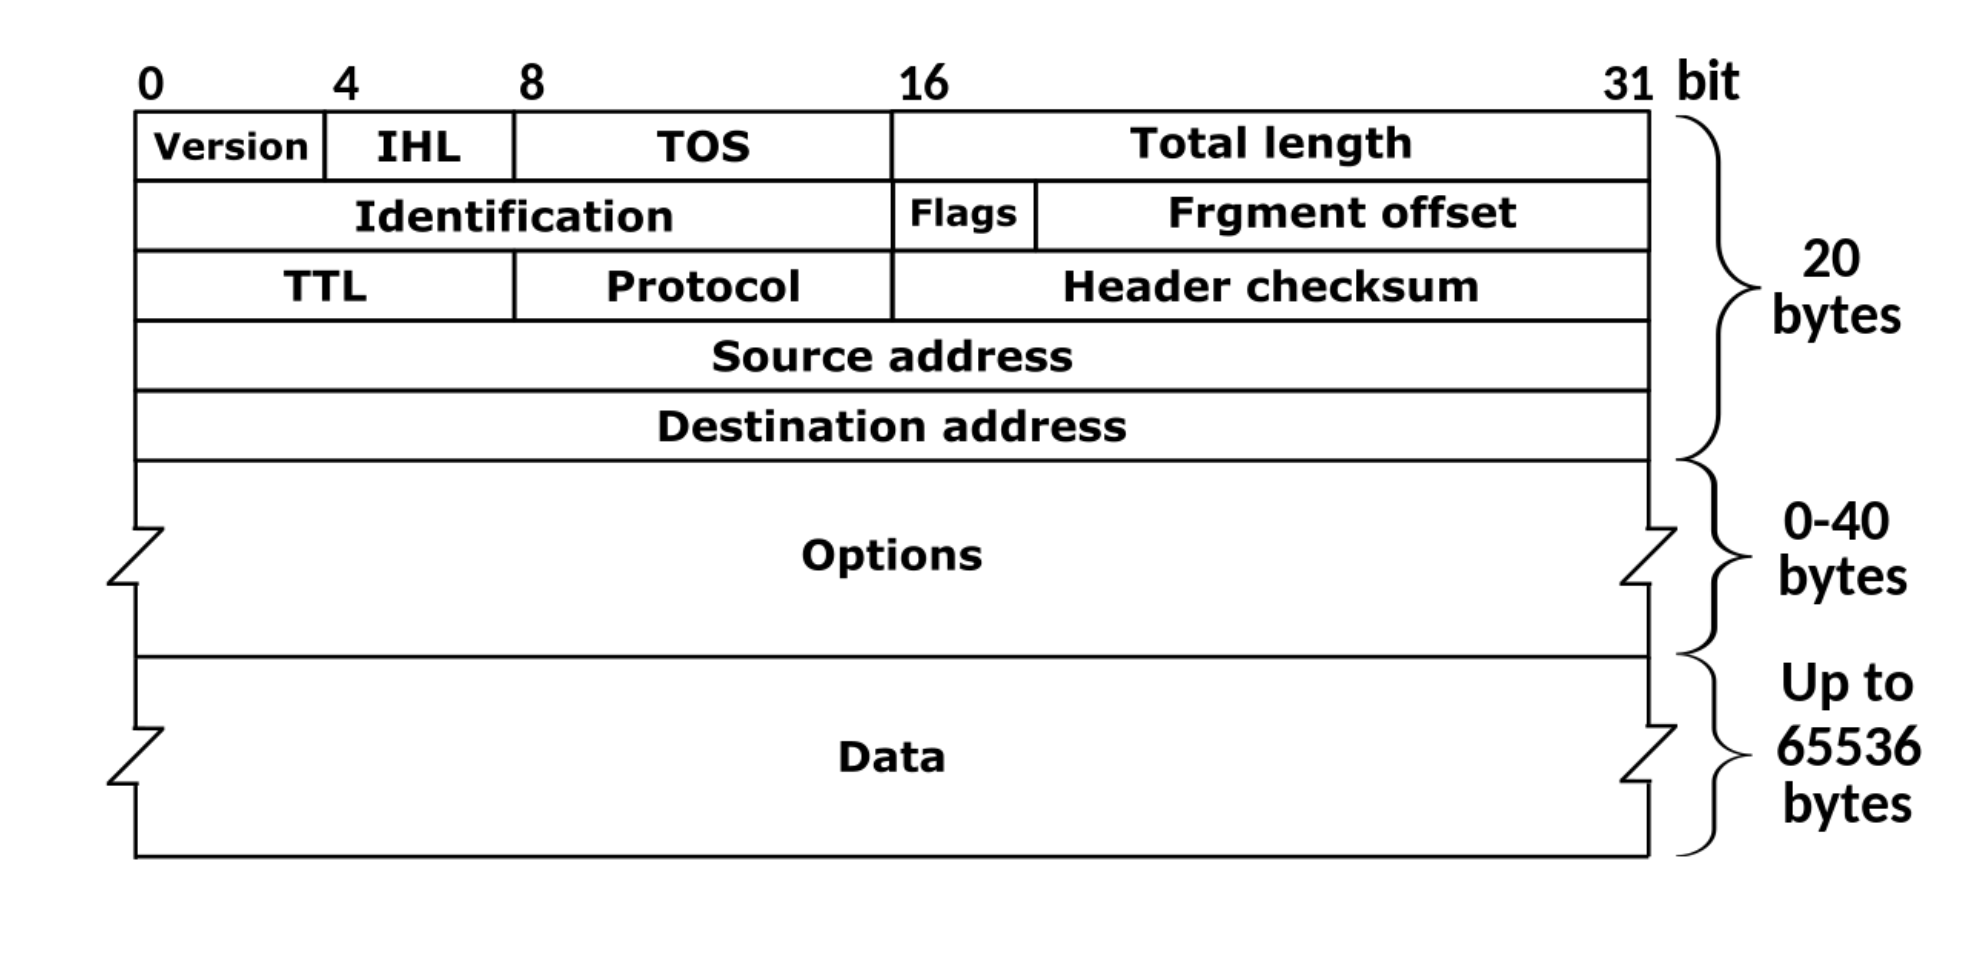 0 4 8 16 31 bit
Version IHL TOS Total length
Identification Flags Frgment offset
TTL Protocol Header checksum
Source address
Destination address
20
bytes
Options
0-40
bytes
Data
Up to
65536
bytes